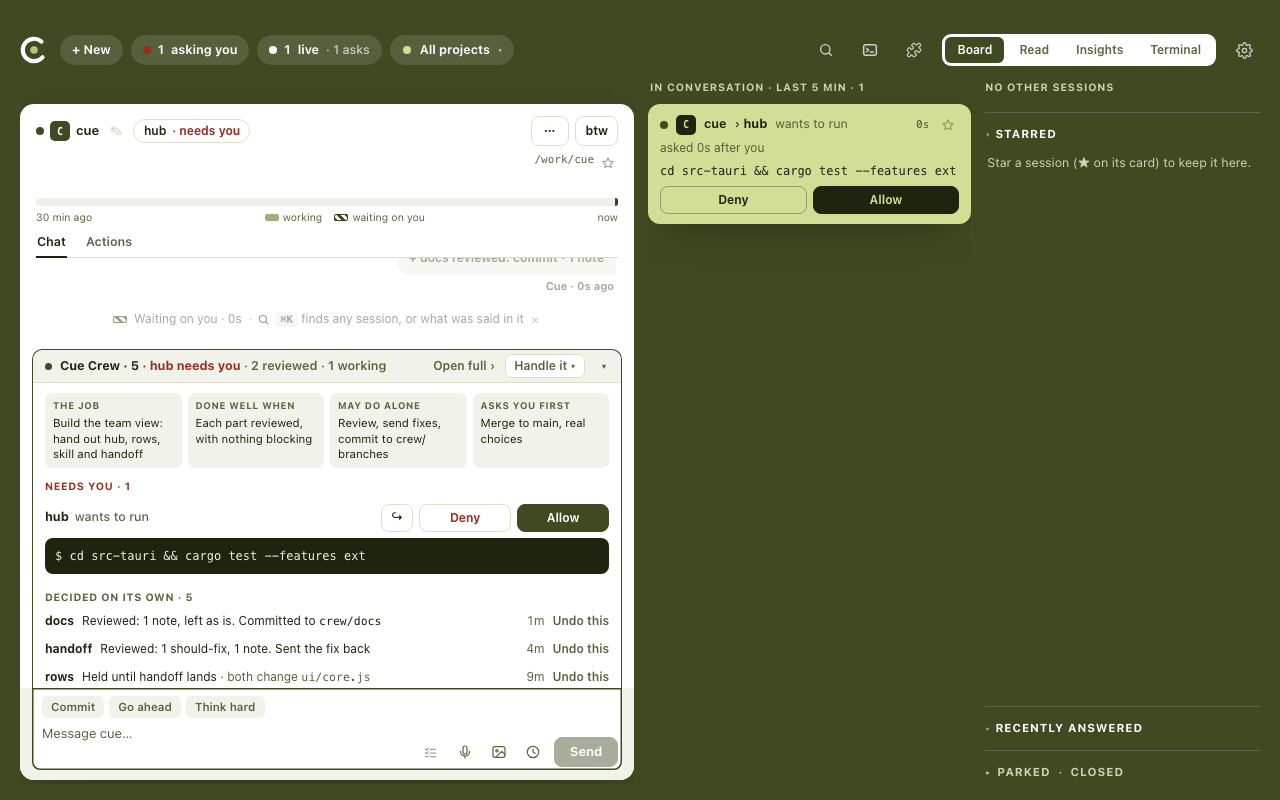 + New
1 asking you
1 live · 1 asks
All projects ·
Board
Read
Insights
Terminal
C cue
hub · needs you
···
btw
/work/cue
30 min ago
working
waiting on you
now
Chat
Actions
+ docs reviewed: commit · 1 note
Cue · 0s ago
Waiting on you · 0s · ⌘K finds any session, or what was said in it ×
Cue Crew · 5 · hub needs you · 2 reviewed · 1 working
Open full ›
Handle it ▾
THE JOB
Build the team view:
hand out hub, rows,
skill and handoff
DONE WELL WHEN
Each part reviewed,
with nothing blocking
MAY DO ALONE
Review, send fixes,
commit to crew/
branches
ASKS YOU FIRST
Merge to main, real
choices
NEEDS YOU · 1
hub wants to run
Deny
Allow
$ cd src-tauri && cargo test --features ext
DECIDED ON ITS OWN · 5
docs Reviewed: 1 note, left as is. Committed to crew/docs 1m Undo this
handoff Reviewed: 1 should-fix, 1 note. Sent the fix back 4m Undo this
rows Held until handoff lands · both change ui/core.js 9m Undo this
Commit
Go ahead
Think hard
Message cue…
Send
IN CONVERSATION · LAST 5 MIN · 1
C cue › hub wants to run 0s
asked 0s after you
cd src-tauri && cargo test --features ext
Deny
Allow
NO OTHER SESSIONS
STARRED
Star a session (★ on its card) to keep it here.
RECENTLY ANSWERED
PARKED · CLOSED